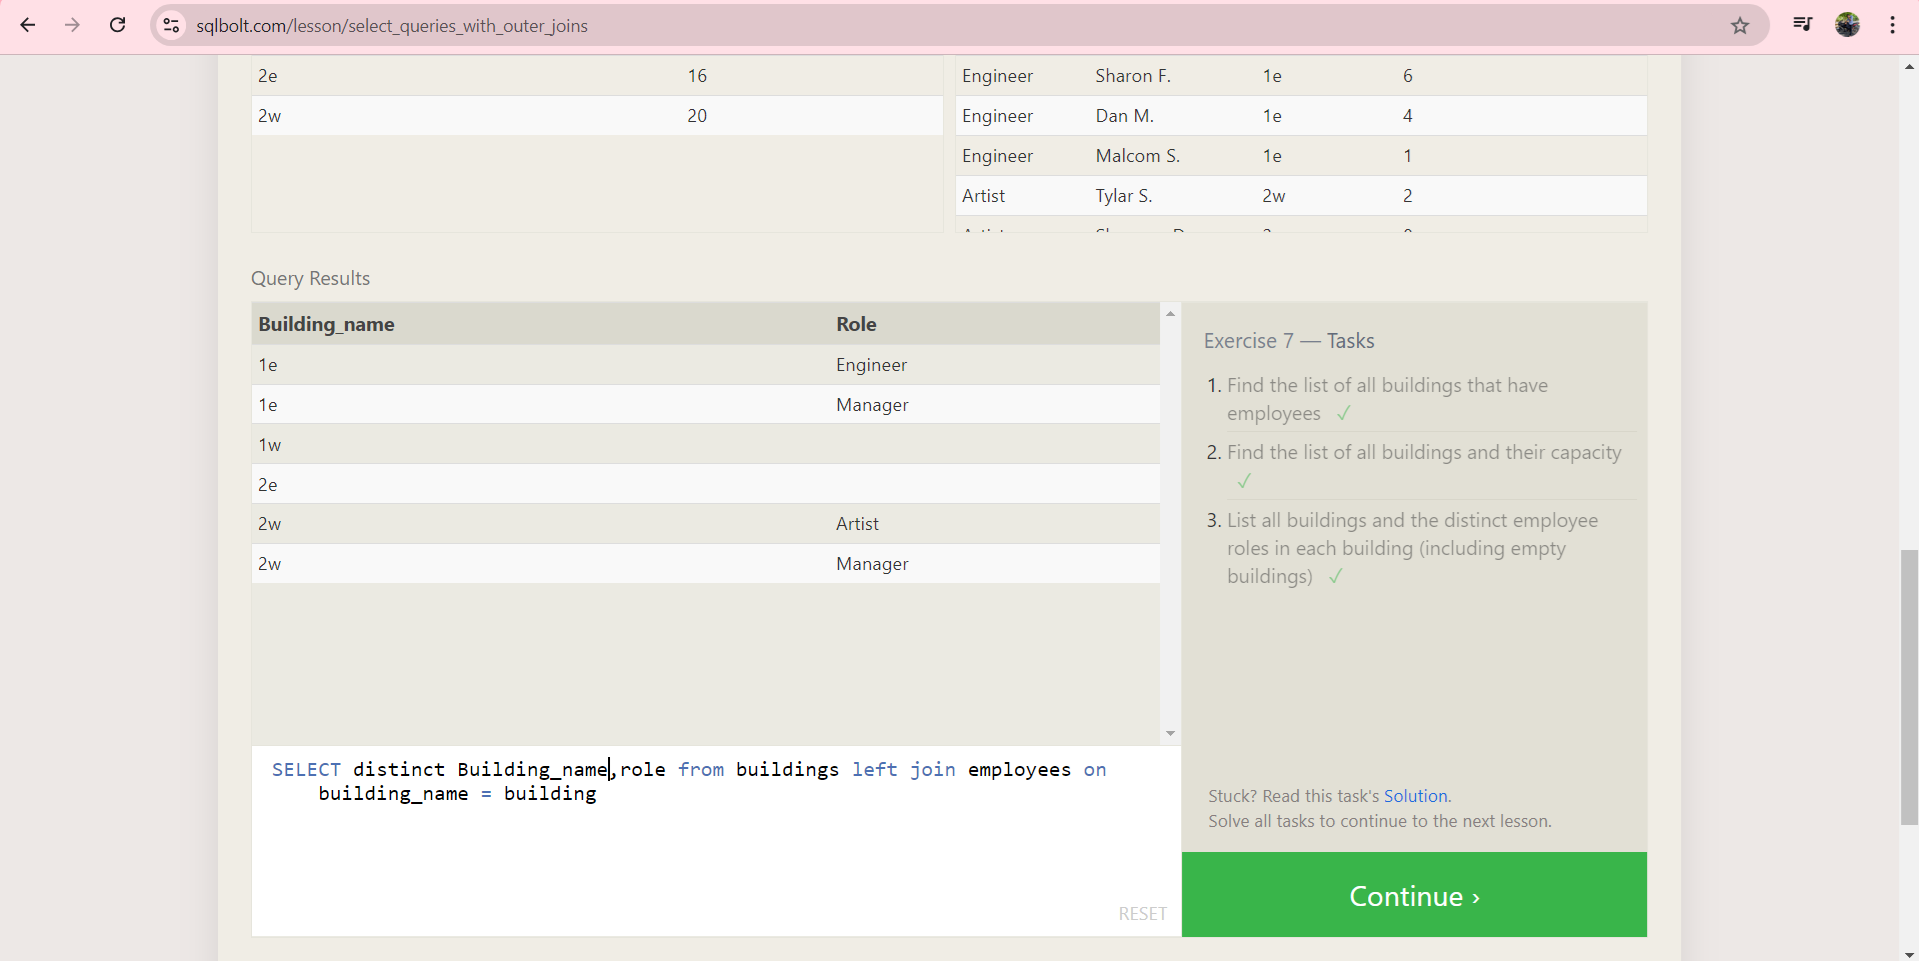 sqlbolt.com/lesson/select_queries_with_outer_joins
2e 16
2w 20
Engineer Sharon F. 1e 6
Engineer Dan M. 1e 4
Engineer Malcom S. 1e 1
Artist Tylar S. 2w 2
Query Results
Building_name Role
1e Engineer
1e Manager
1w
2e
2w Artist
2w Manager
SELECT distinct Building_name,role from buildings left join employees on
building_name = building
RESET
Exercise 7 — Tasks
1. Find the list of all buildings that have
employees ✓
2. Find the list of all buildings and their capacity
✓
3. List all buildings and the distinct employee
roles in each building (including empty
buildings) ✓
Stuck? Read this task's Solution.
Solve all tasks to continue to the next lesson.
Continue ›